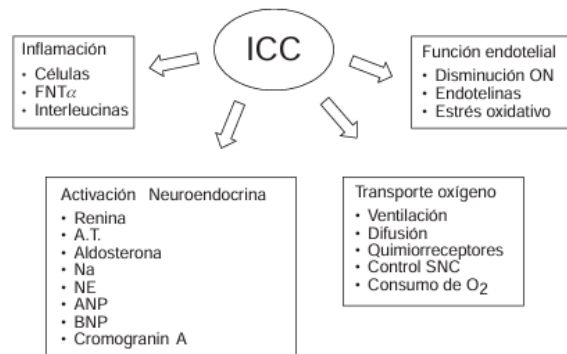 ICC
Inflamación
• Células
• FNTα
• Interleucinas
Función endotelial
• Disminución ON
• Endotelinas
• Estrés oxidativo
Activación Neuroendocrina
• Renina
• A.T.
• Aldosterona
• Na
• NE
• ANP
• BNP
• Cromogranin A
Transporte oxígeno
• Ventilación
• Difusión
• Quimiorreceptores
• Control SNC
• Consumo de O₂